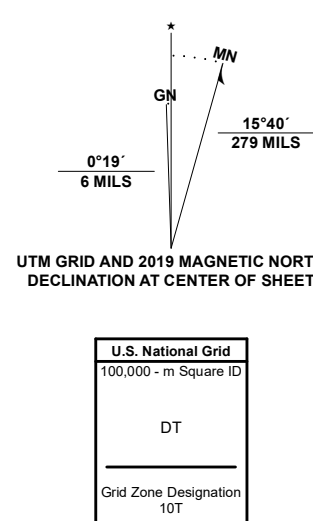 MN
GN
15°40´
279 MILS
0°19´
6 MILS
UTM GRID AND 2019 MAGNETIC NORT
DECLINATION AT CENTER OF SHEET
U.S. National Grid
100,000 - m Square ID
DT
Grid Zone Designation
10T